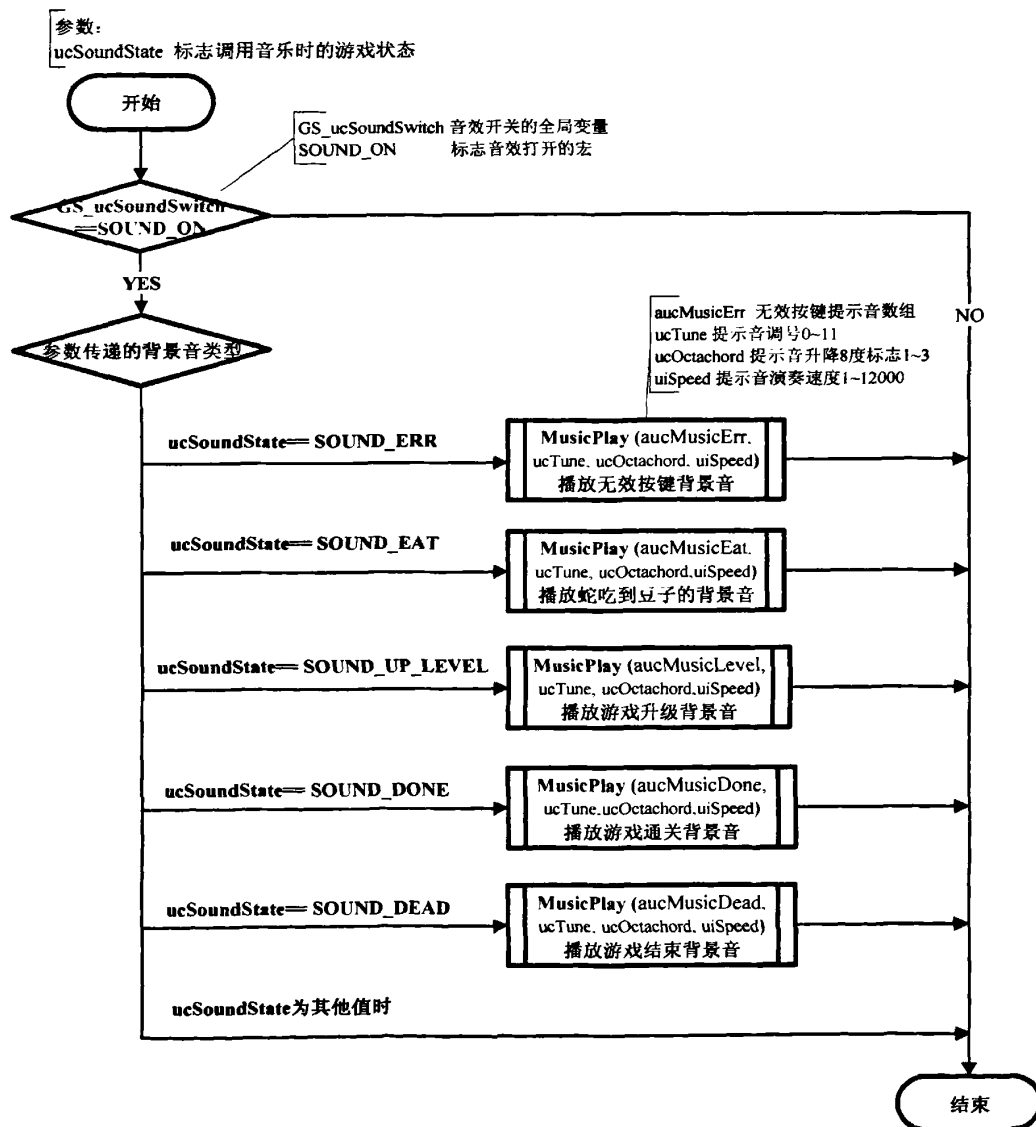 参数：
ucSoundState 标志调用音乐时的游戏状态
开始
GS_ucSoundSwitch 音效开关的全局变量
SOUND_ON 标志音效打开的宏
GS_ucSoundSwitch
==SOUND_ON
YES
NO
参数传递的背景音类型
aucMusicErr 无效按键提示音数组
ucTune 提示音调号0~11
ucOctachord 提示音升降8度标志1~3
uiSpeed 提示音演奏速度1~12000
ucSoundState== SOUND_ERR
MusicPlay (aucMusicErr,
ucTune, ucOctachord, uiSpeed)
播放无效按键背景音
ucSoundState== SOUND_EAT
MusicPlay (aucMusicEat,
ucTune, ucOctachord,uiSpeed)
播放蛇吃到豆子的背景音
ucSoundState== SOUND_UP_LEVEL
MusicPlay (aucMusicLevel,
ucTune, ucOctachord,uiSpeed)
播放游戏升级背景音
ucSoundState== SOUND_DONE
MusicPlay (aucMusicDone,
ucTune,ucOctachord,uiSpeed)
播放游戏通关背景音
ucSoundState== SOUND_DEAD
MusicPlay (aucMusicDead,
ucTune, ucOctachord, uiSpeed)
播放游戏结束背景音
ucSoundState为其他值时
结束